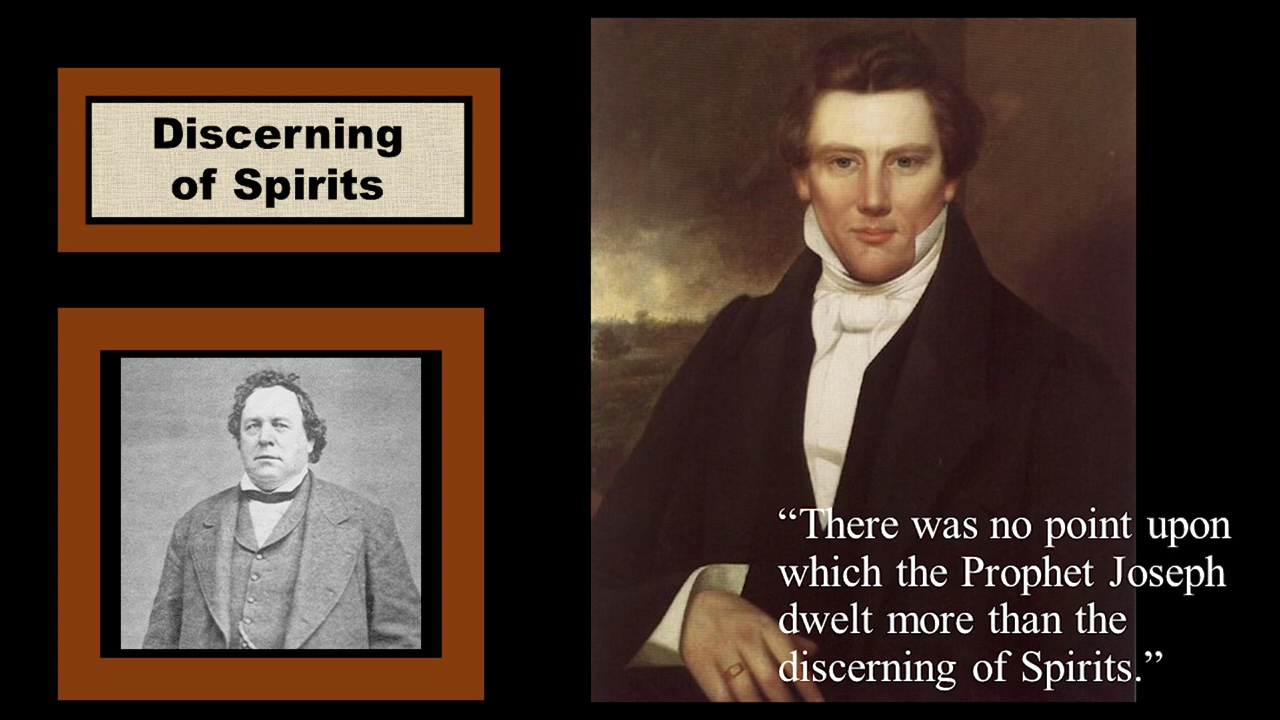 Discerning
of Spirits
“There was no point upon
which the Prophet Joseph
dwelt more than the
discerning of Spirits.”